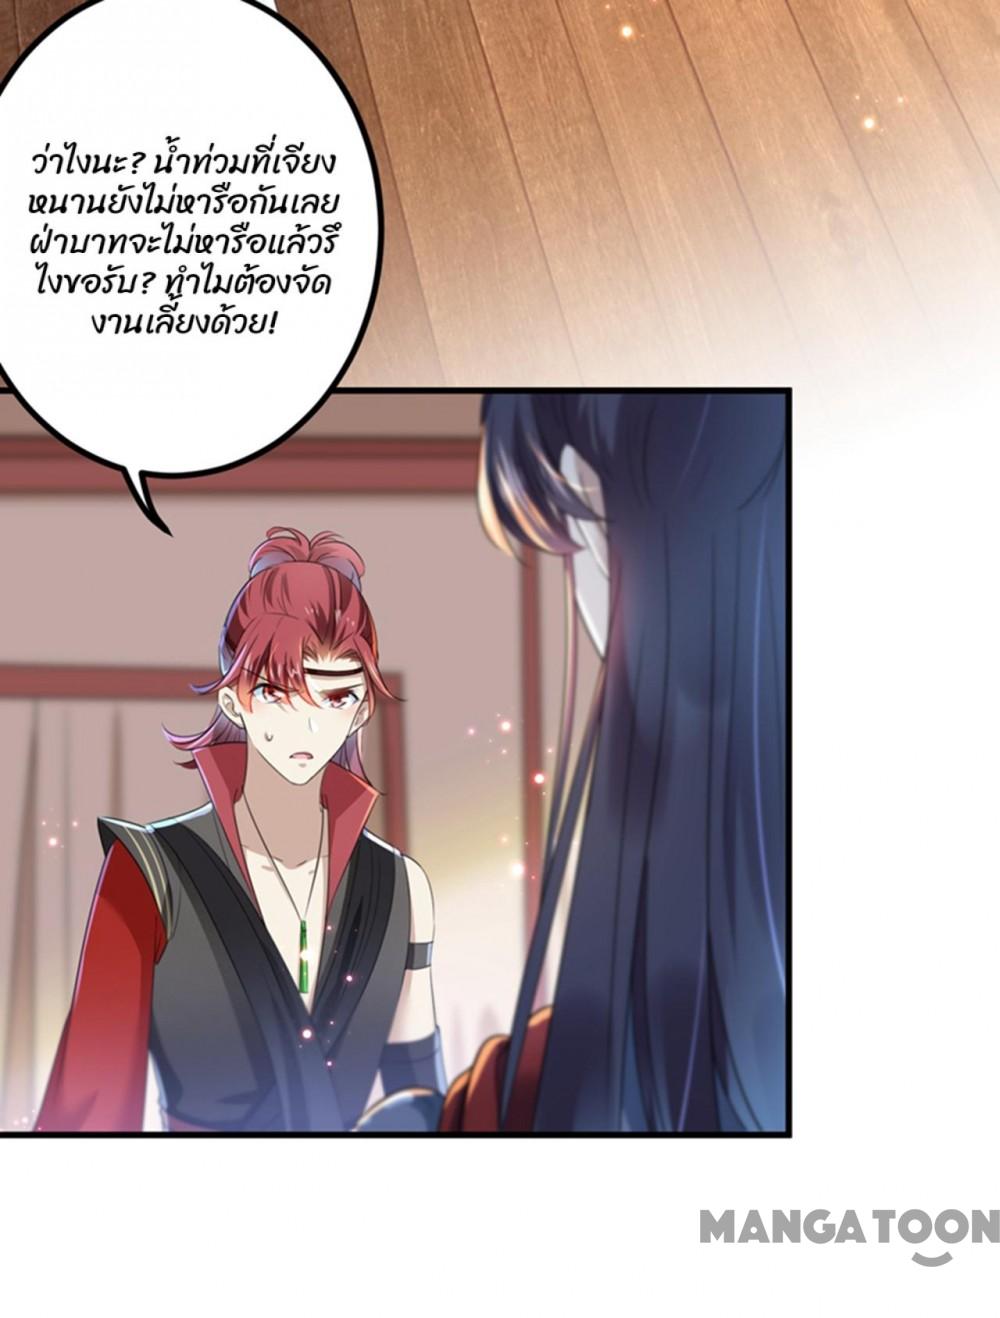 ว่าไงนะ? น้ำท่วมที่เจียง
หนานยังไม่หารือกันเลย
ฝ่าบาทจะไม่หารือแล้วรึ
ไงขอรับ? ทำไมต้องจัด
งานเลี้ยงด้วย!
MANGATOON